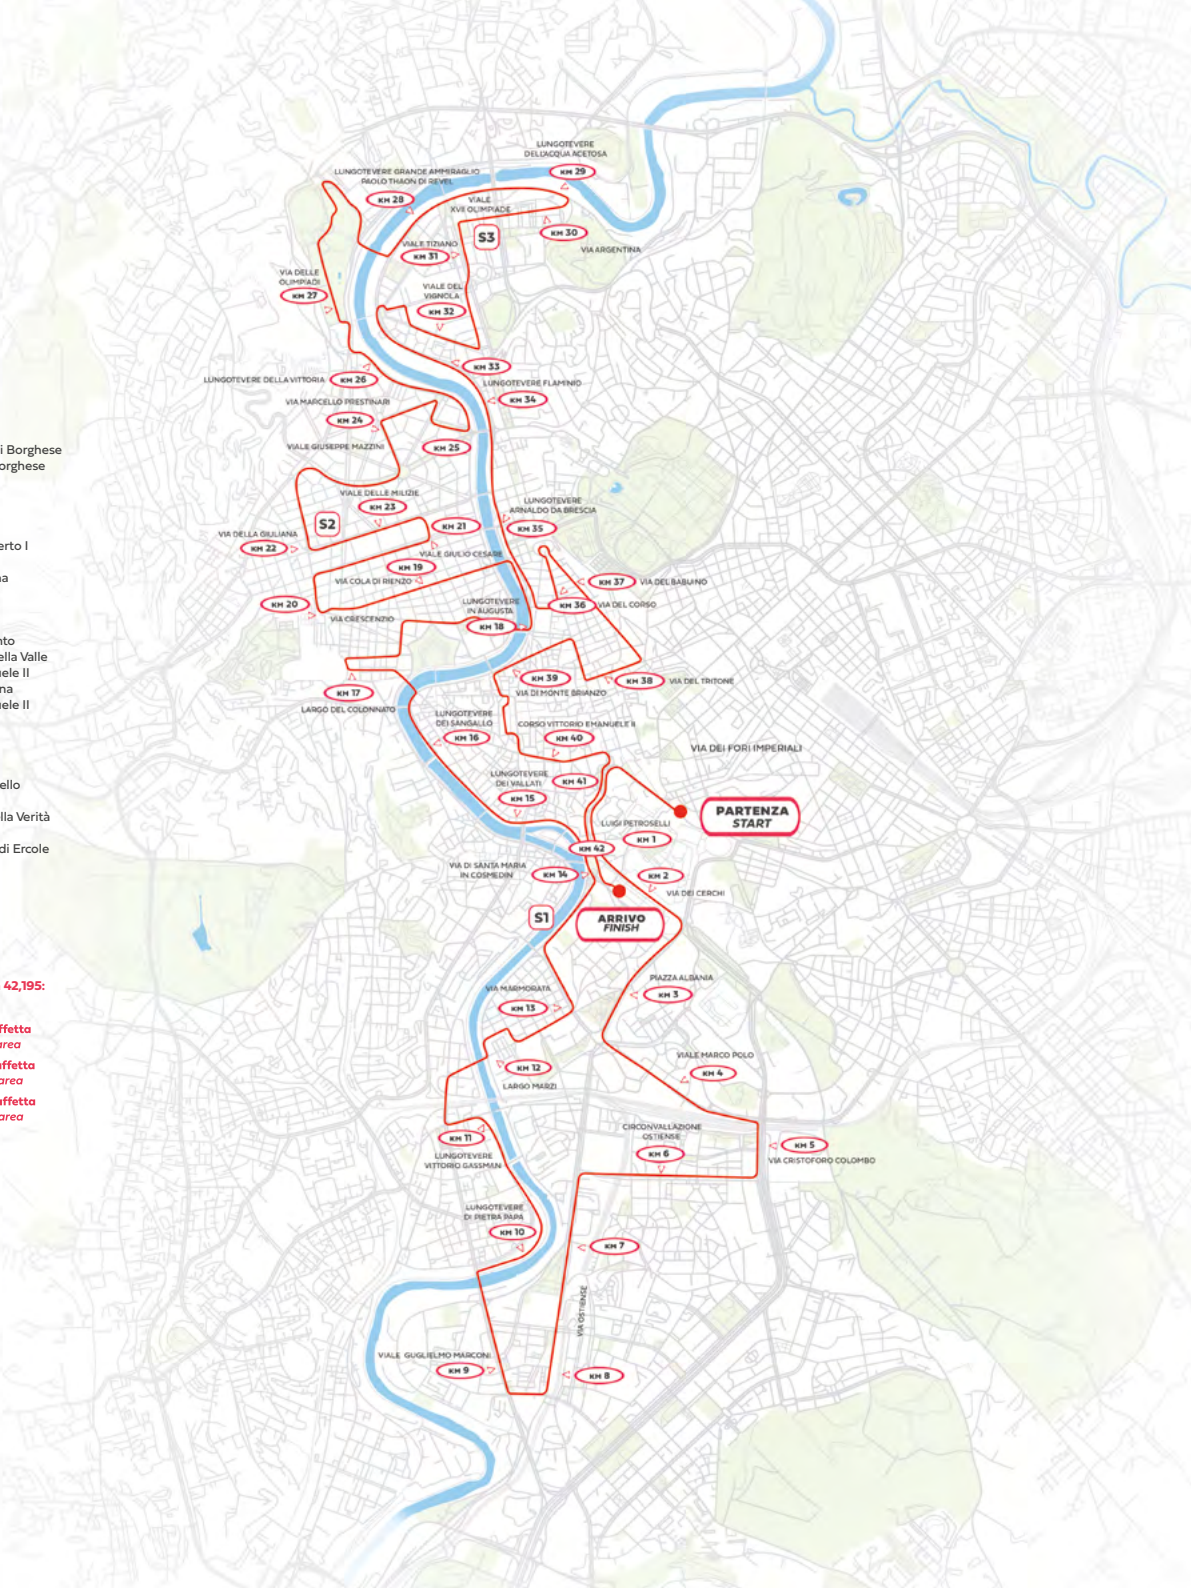 i Borghese
orghese
erto I
na
nto
ella Valle
ele II
na
ele II
ello
lla Verità
di Ercole
42,195:
ffetta
area
affetta
area
affetta
area
LUNGOTEVERE
DELL'ACQUA ACETOSA
KM 29
LUNGOTEVERE GRANDE AMMIRAGLIO
PAOLO THAON DI REVEL
KM 28
VIALE
XVII OLIMPIADE
S3
KM 30
VIA ARGENTINA
VIALE TIZIANO
KM 31
VIA DELLE
OLIMPIADI
KM 27
VIALE DEL
VIGNOLA
KM 32
KM 33
LUNGOTEVERE DELLA VITTORIA
KM 26
LUNGOTEVERE FLAMINIO
KM 34
VIA MARCELLO PRESTINARI
KM 24
VIALE GIUSEPPE MAZZINI
KM 25
VIALE DELLE MILIZIE
KM 23
LUNGOTEVERE
ARNALDO DA BRESCIA
KM 35
S2
KM 21
VIA DELLA GIULIANA
KM 22
VIALE GIULIO CESARE
KM 19
VIA COLA DI RIENZO
KM 37
VIA DEL BABUINO
KM 20
VIA CRESCENZIO
LUNGOTEVERE
IN AUGUSTA
KM 18
KM 36
VIA DEL CORSO
KM 39
VIA DI MONTE BRIANZO
KM 38
VIA DEL TRITONE
KM 17
LARGO DEL COLONNATO
LUNGOTEVERE
DEI SANGALLO
KM 16
CORSO VITTORIO EMANUELE II
KM 40
VIA DEI FORI IMPERIALI
LUNGOTEVERE
DEI VALLATI
KM 15
KM 41
PARTENZA
START
LUIGI PETROSELLI
KM 1
KM 42
VIA DI SANTA MARIA
IN COSMEDIN
KM 14
KM 2
VIA DEI CERCHI
S1
ARRIVO
FINISH
PIAZZA ALBANIA
KM 3
VIA MARMORATA
KM 13
VIALE MARCO POLO
KM 4
KM 12
LARGO MARZI
CIRCONVALLAZIONE
OSTIENSE
KM 6
KM 5
VIA CRISTOFORO COLOMBO
KM 11
LUNGOTEVERE
VITTORIO GASSMAN
LUNGOTEVERE
DI PIETRA PAPA
KM 10
KM 7
VIA OSTIENSE
VIALE GUGLIELMO MARCONI
KM 9
KM 8